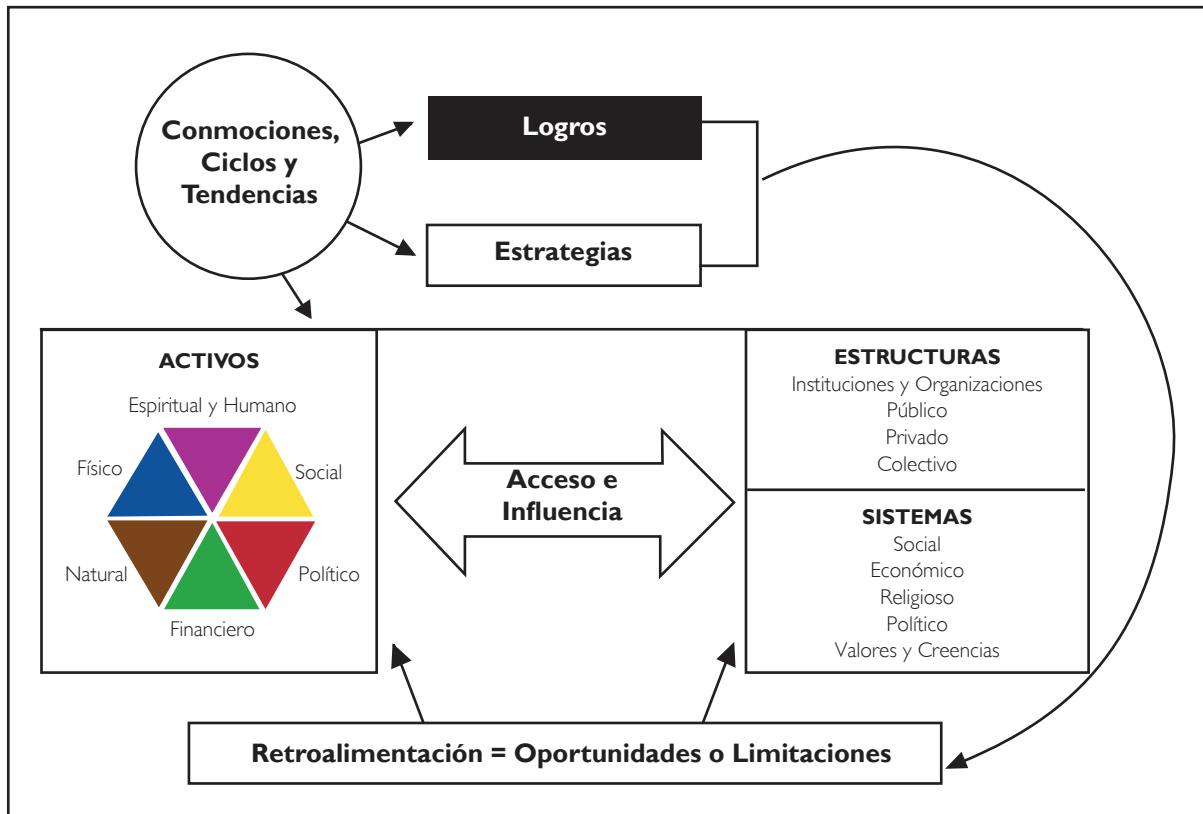 Conmociones,
Ciclos y
Tendencias
Logros
Estrategias
ACTIVOS
Espiritual y Humano
Físico
Social
Natural
Político
Financiero
Acceso e
Influencia
ESTRUCTURAS
Instituciones y Organizaciones
Público
Privado
Colectivo
SISTEMAS
Social
Económico
Religioso
Político
Valores y Creencias
Retroalimentación = Oportunidades o Limitaciones